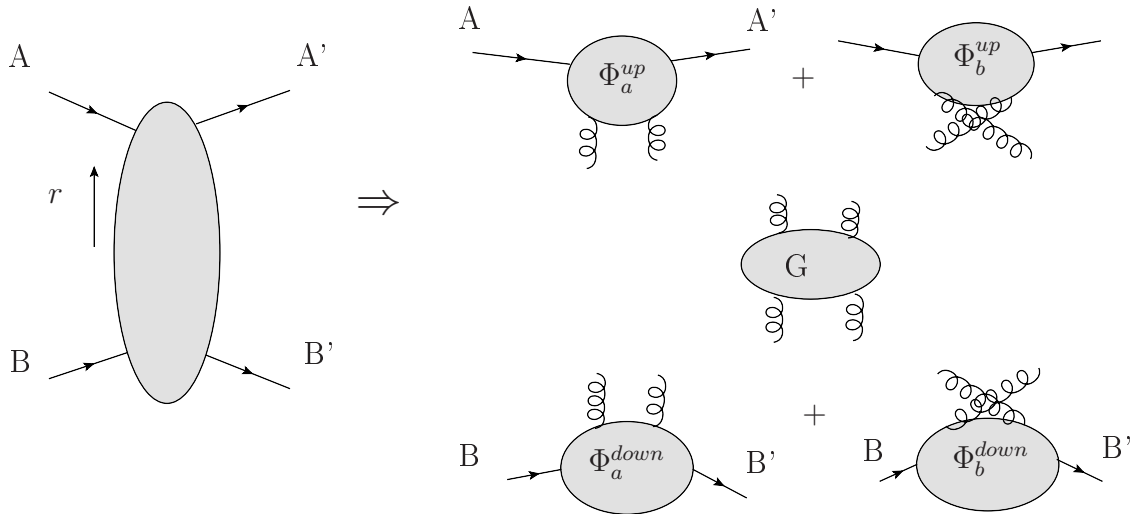 A A'
r
B B'
⇒
A Φ_a^{up} A' + Φ_b^{up}
G
B Φ_a^{down} B' + B Φ_b^{down} B'